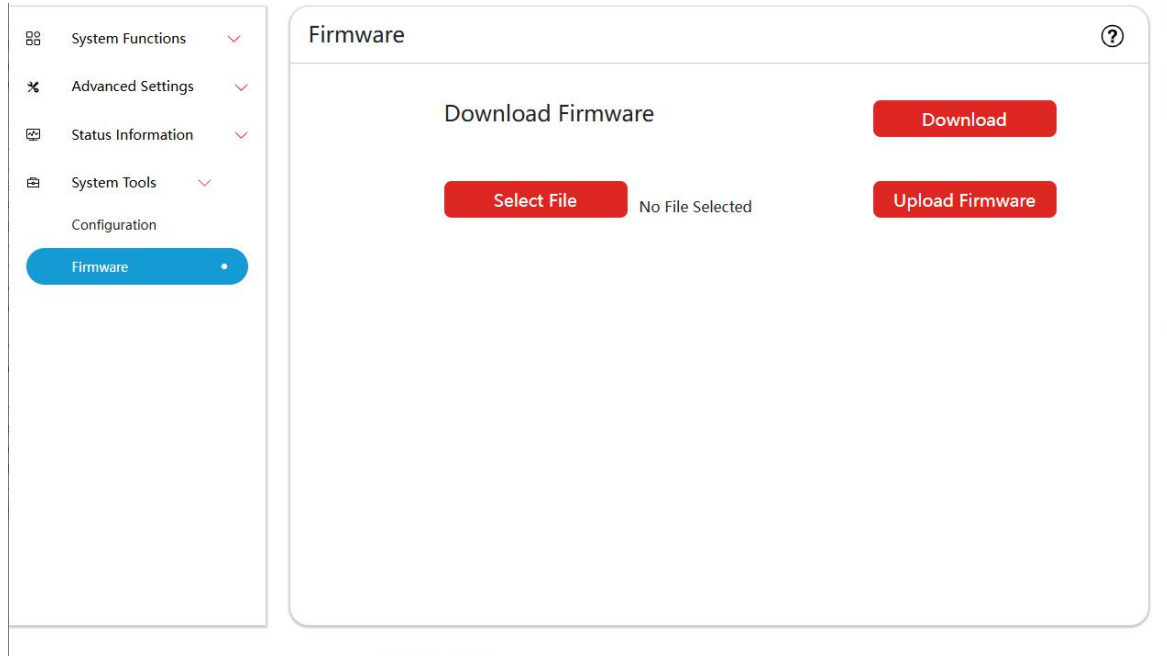 System Functions
Advanced Settings
Status Information
System Tools
Configuration
Firmware
Firmware
?
Download Firmware
Download
Select File
No File Selected
Upload Firmware